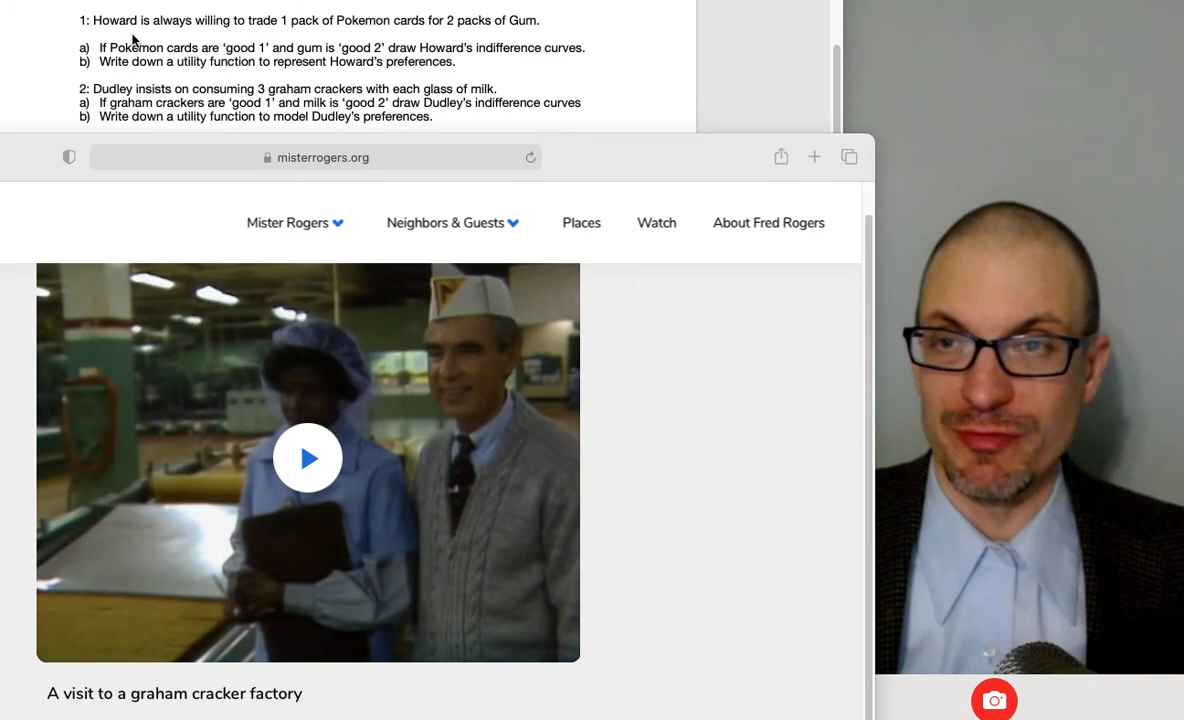 1: Howard is always willing to trade 1 pack of Pokemon cards for 2 packs of Gum.
a) If Pokemon cards are ‘good 1’ and gum is ‘good 2’ draw Howard’s indifference curves.
b) Write down a utility function to represent Howard’s preferences.
2: Dudley insists on consuming 3 graham crackers with each glass of milk.
a) If graham crackers are ‘good 1’ and milk is ‘good 2’ draw Dudley’s indifference curves
b) Write down a utility function to model Dudley’s preferences.
misterrogers.org
Mister Rogers Neighbors & Guests Places Watch About Fred Rogers
A visit to a graham cracker factory